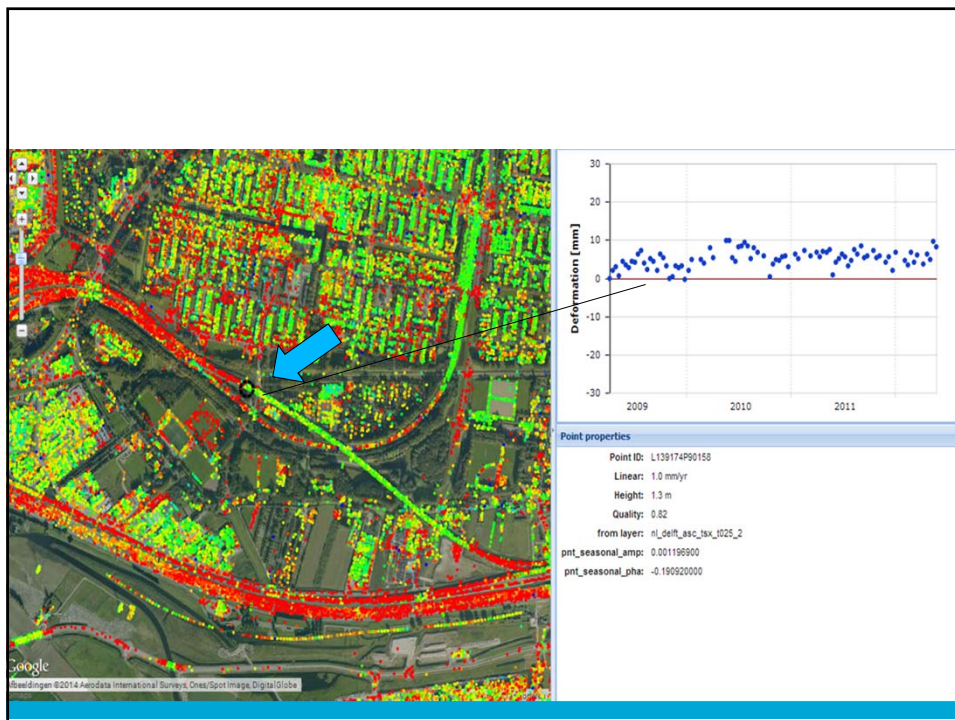 Google
Afbeeldingen ©2014 Aerodata International Surveys, Cnes/Spot Image, DigitalGlobe
Deformation [mm]
30
20
10
0
-10
-20
-30
2009 2010 2011
Point properties
Point ID: L139174P90158
Linear: 1.0 mm/yr
Height: 1.3 m
Quality: 0.82
from layer: nl_delft_asc_tsx_t025_2
pnt_seasonal_amp: 0.001196900
pnt_seasonal_pha: -0.190920000